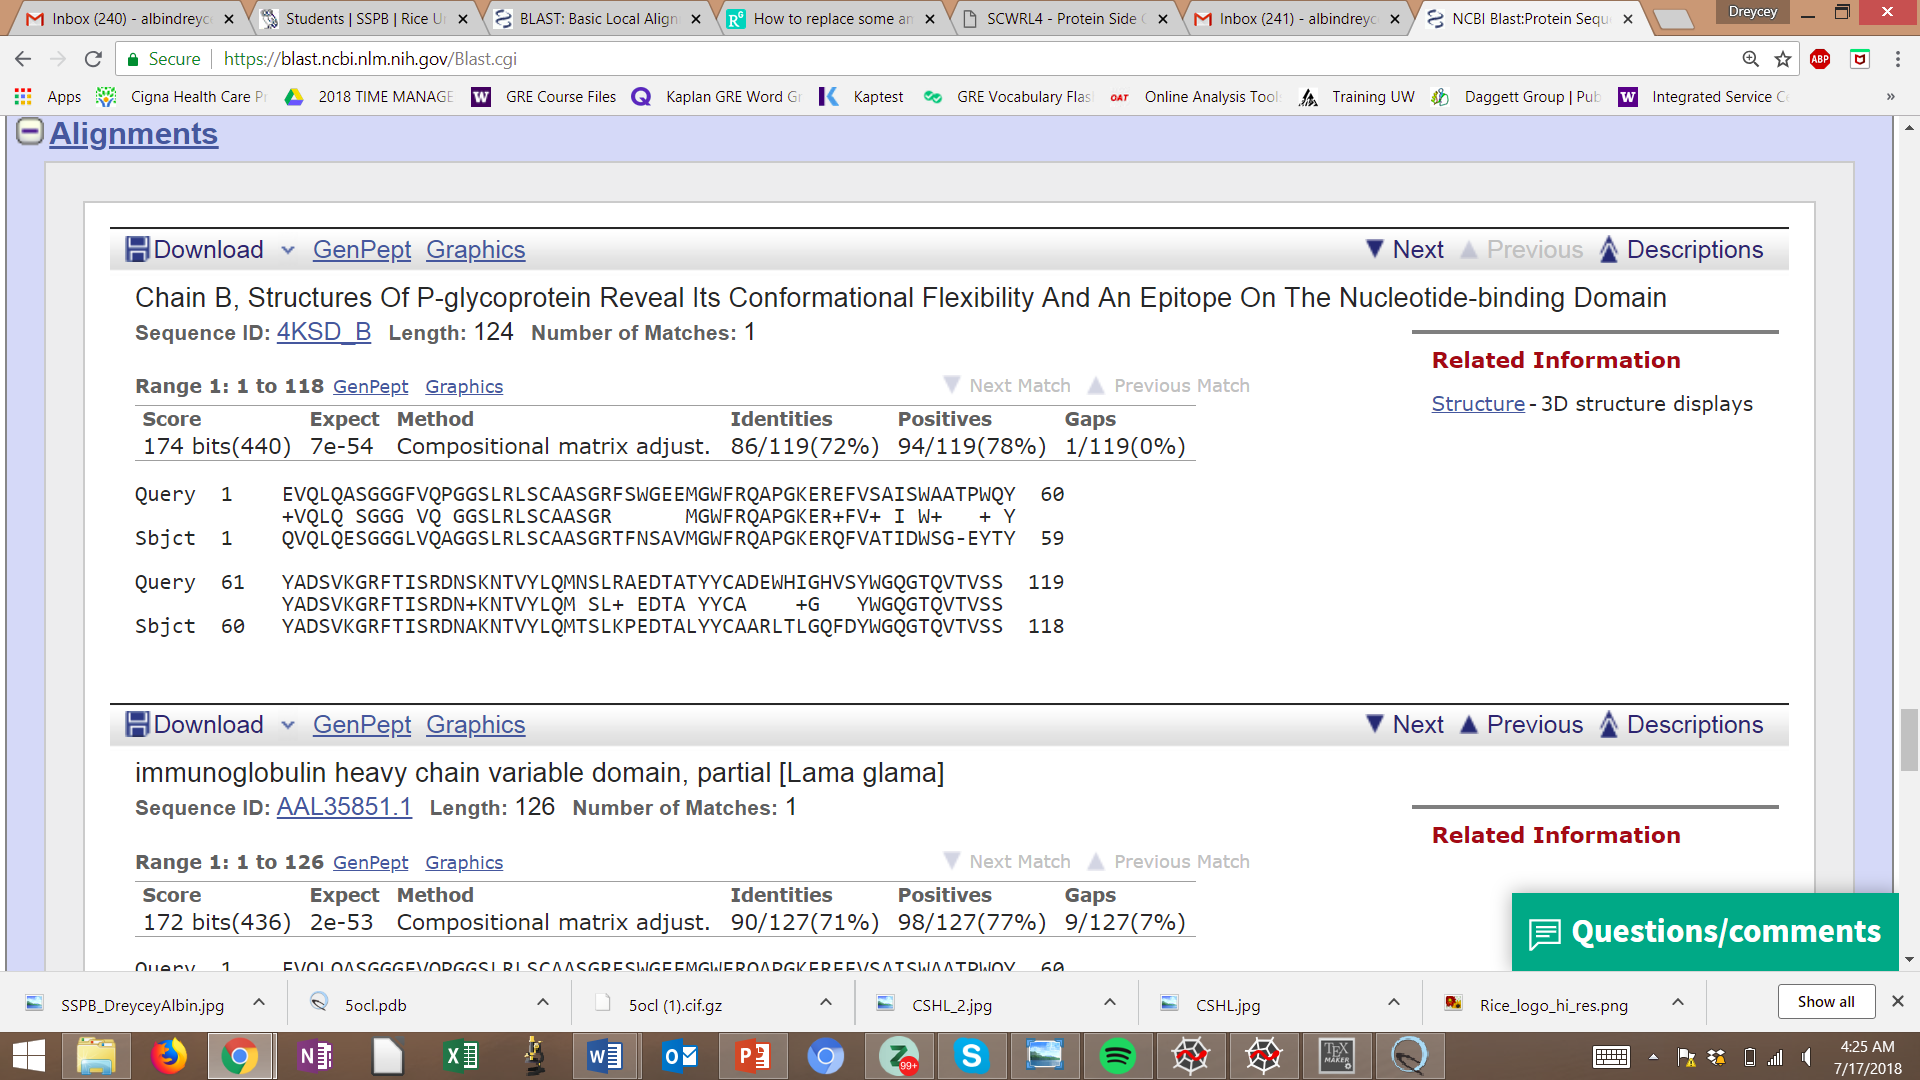 Inbox (240) - albindreyc
Students | SSPB | Rice U
BLAST: Basic Local Align
How to replace some an
SCWRL4 - Protein Side C
Inbox (241) - albindreyc
NCBI Blast:Protein Sequ
Dreycey
Secure
https://blast.ncbi.nlm.nih.gov/Blast.cgi
ABP
Apps
Cigna Health Care P
2018 TIME MANAGE
GRE Course Files
Kaplan GRE Word G
Kaptest
GRE Vocabulary Flas
OAT
Online Analysis Tool
Training UW
Daggett Group | Pub
Integrated Service C
»
Alignments
Download GenPept Graphics
Next Previous Descriptions
Chain B, Structures Of P-glycoprotein Reveal Its Conformational Flexibility And An Epitope On The Nucleotide-binding Domain
Sequence ID: 4KSD_B Length: 124 Number of Matches: 1
Related Information
Structure - 3D structure displays
Range 1: 1 to 118 GenPept Graphics
Next Match Previous Match
Score Expect Method Identities Positives Gaps
174 bits(440) 7e-54 Compositional matrix adjust. 86/119(72%) 94/119(78%) 1/119(0%)
Query 1 EVQLQASGGGFVQPGGSLRLSCAASGRFSWGEEMGWFRQAPGKEREFVSAISWAATPWQY 60
+VQLQ SGGG VQ GGSLRLSCAASGR      MGWFRQAPGKER+FV+ I W+   + Y
Sbjct 1 QVQLQESGGGLVQAGGSLRLSCAASGRTFNSAVMGWFRQAPGKERQFVATIDWSG-EYTY 59
Query 61 YADSVKGRFTISRDNSKNTVYLQMNSLRAEDTATYYCADEWHIGHVSYWGQGTQVTVSS 119
YADSVKGRFTISRDN+KNTVYLQM SL+ EDTA YYCA    +G   YWGQGTQVTVSS
Sbjct 60 YADSVKGRFTISRDNAKNTVYLQMTSLKPEDTALYYCAARLTLGQFDYWGQGTQVTVSS 118
Download GenPept Graphics
Next Previous Descriptions
immunoglobulin heavy chain variable domain, partial [Lama glama]
Sequence ID: AAL35851.1 Length: 126 Number of Matches: 1
Related Information
Range 1: 1 to 126 GenPept Graphics
Next Match Previous Match
Score Expect Method Identities Positives Gaps
172 bits(436) 2e-53 Compositional matrix adjust. 90/127(71%) 98/127(77%) 9/127(7%)
Query 1 EVQLQASGGGFVQPGGSLRLSCAASGRFSWGEEMGWFRQAPGKEREFVSAISWAATPWQY 60
Questions/comments
SSPB_DreyceyAlbin.jpg
5ocl.pdb
5ocl (1).cif.gz
CSHL_2.jpg
CSHL.jpg
Rice_logo_hi_res.png
Show all
99+
TEX
MAKER
4:25 AM
7/17/2018